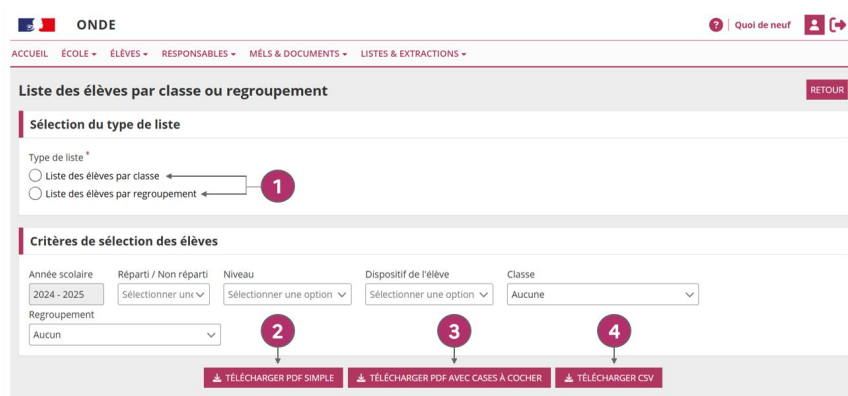 ONDE
? Quoi de neuf
ACCUEIL ÉCOLE ÉLÈVES RESPONSABLES MÉLS & DOCUMENTS LISTES & EXTRACTIONS
Liste des élèves par classe ou regroupement RETOUR
Sélection du type de liste
Type de liste *
Liste des élèves par classe
Liste des élèves par regroupement
1
Critères de sélection des élèves
Année scolaire Réparti / Non réparti Niveau Dispositif de l'élève Classe
2024 - 2025 Sélectionner une Sélectionner une option Sélectionner une option Aucune
Regroupement
Aucun
2 3 4
TÉLÉCHARGER PDF SIMPLE TÉLÉCHARGER PDF AVEC CASES À COCHER TÉLÉCHARGER CSV